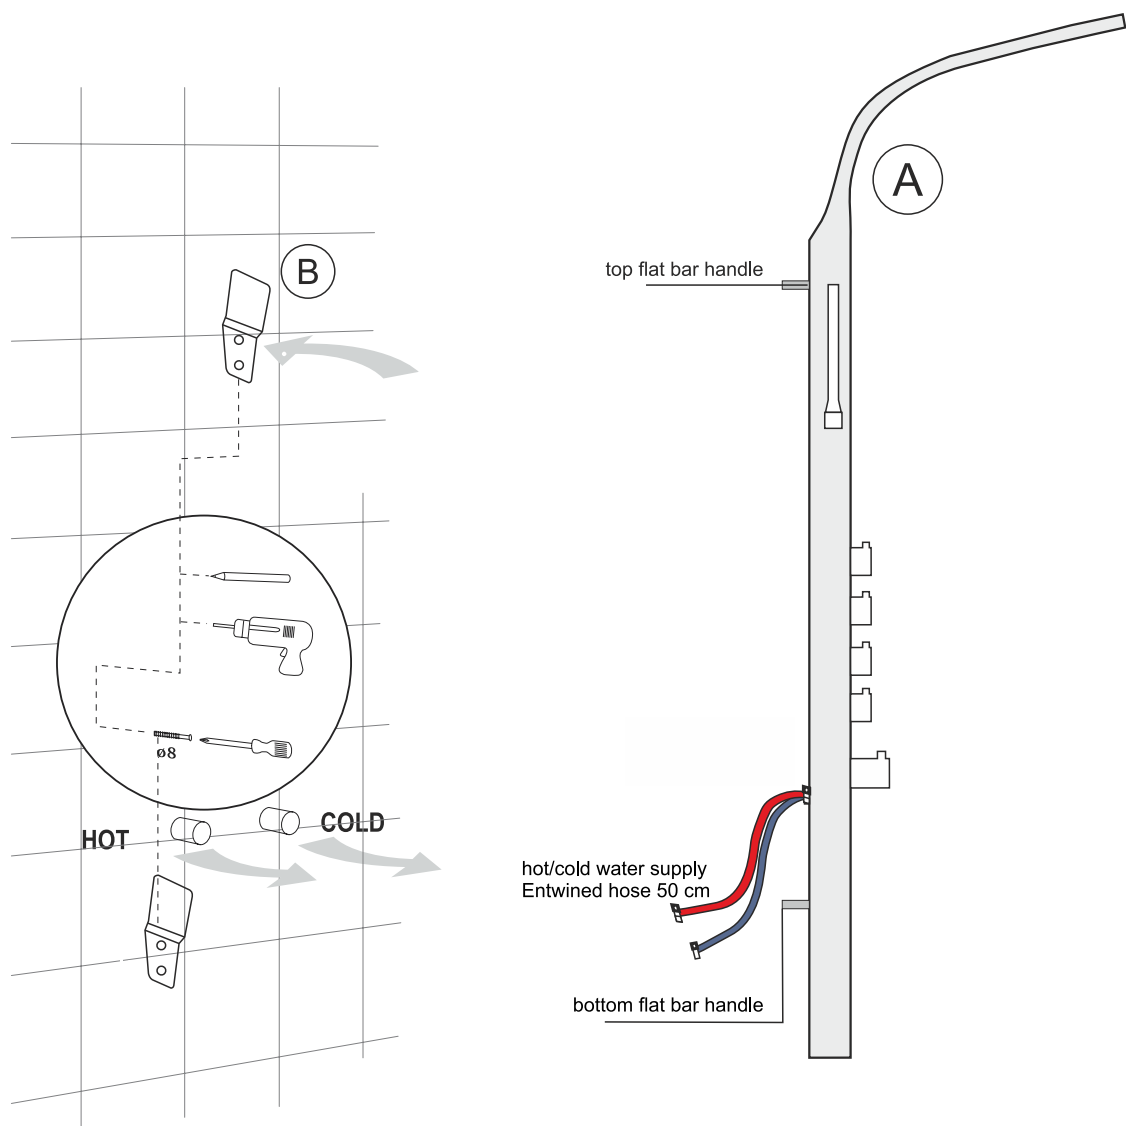 A
B
top flat bar handle
ø8
HOT
COLD
hot/cold water supply
Entwined hose 50 cm
bottom flat bar handle